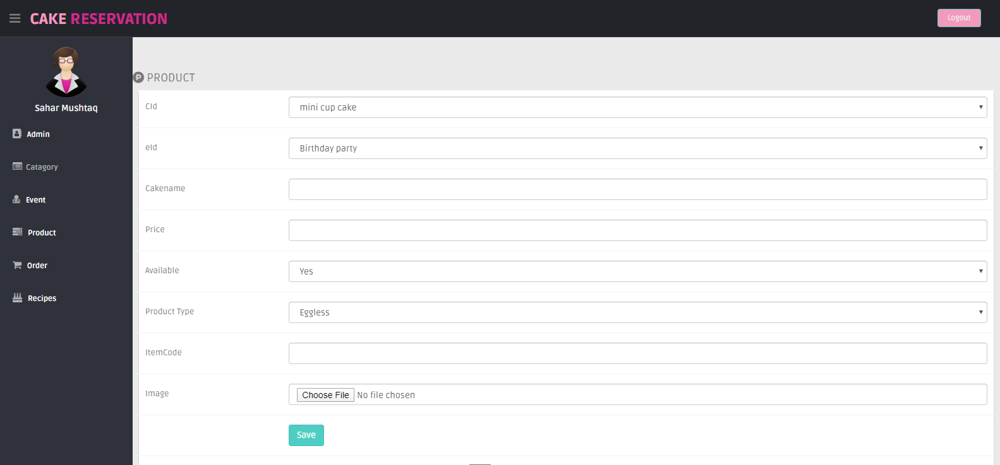 CAKE RESERVATION
Logout
Sahar Mushtaq
Admin
Catagory
Event
Product
Order
Recipes
P PRODUCT
CId
mini cup cake
eId
Birthday party
Cakename
Price
Available
Yes
Product Type
Eggless
ItemCode
Image
Choose File No file chosen
Save